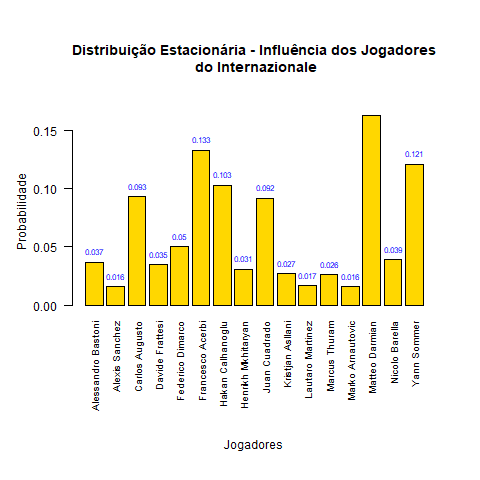 Distribuição Estacionária - Influência dos Jogadores
do Internazionale
Probabilidade
0.15
0.10
0.05
0.00
0.037
0.016
0.093
0.035
0.05
0.133
0.103
0.031
0.092
0.027
0.017
0.026
0.016
0.039
0.121
Alessandro Bastoni
Alexis Sanchez
Carlos Augusto
Davide Frattesi
Federico Dimarco
Francesco Acerbi
Hakan Calhanoglu
Henrikh Mkhitaryan
Juan Cuadrado
Kristjan Asllani
Lautaro Martinez
Marcus Thuram
Marko Arnautovic
Matteo Darmian
Nicolo Barella
Yann Sommer
Jogadores